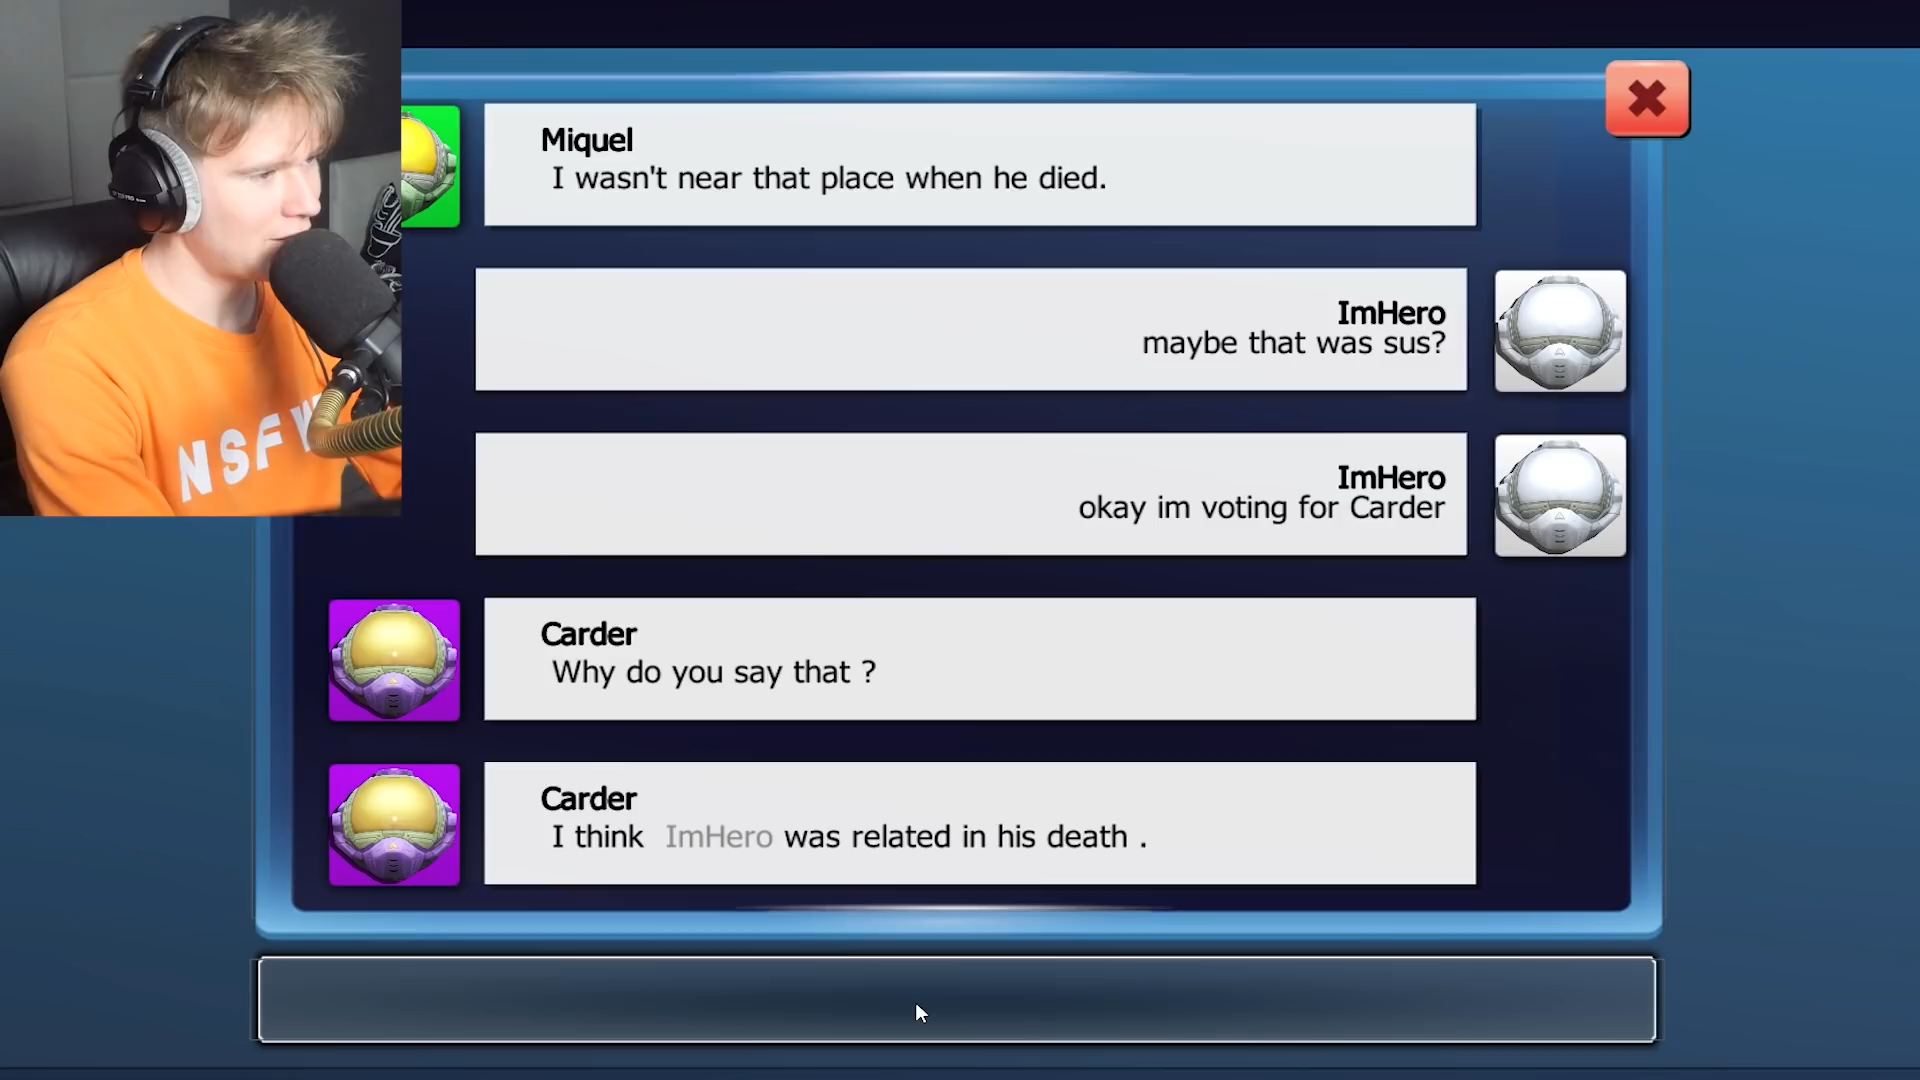 Miquel
I wasn't near that place when he died.
ImHero
maybe that was sus?
ImHero
okay im voting for Carder
Carder
Why do you say that ?
Carder
I think ImHero was related in his death .
NSFW